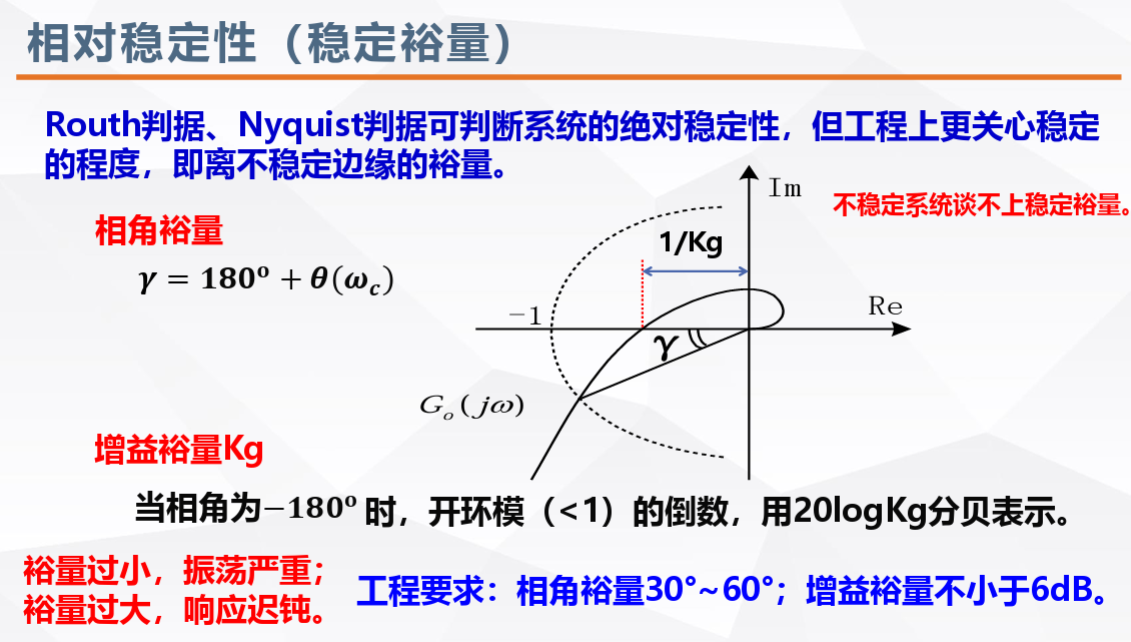 相对稳定性（稳定裕量）
Routh判据、Nyquist判据可判断系统的绝对稳定性，但工程上更关心稳定
的程度，即离不稳定边缘的裕量。
Im
不稳定系统谈不上稳定裕量。
相角裕量
1/Kg
γ = 180° + θ(ω_c)
−1
Re
γ
G_o(jω)
增益裕量Kg
当相角为−180° 时，开环模（<1）的倒数，用20logKg分贝表示。
裕量过小，振荡严重；
裕量过大，响应迟钝。
工程要求：相角裕量30°~60°；增益裕量不小于6dB。